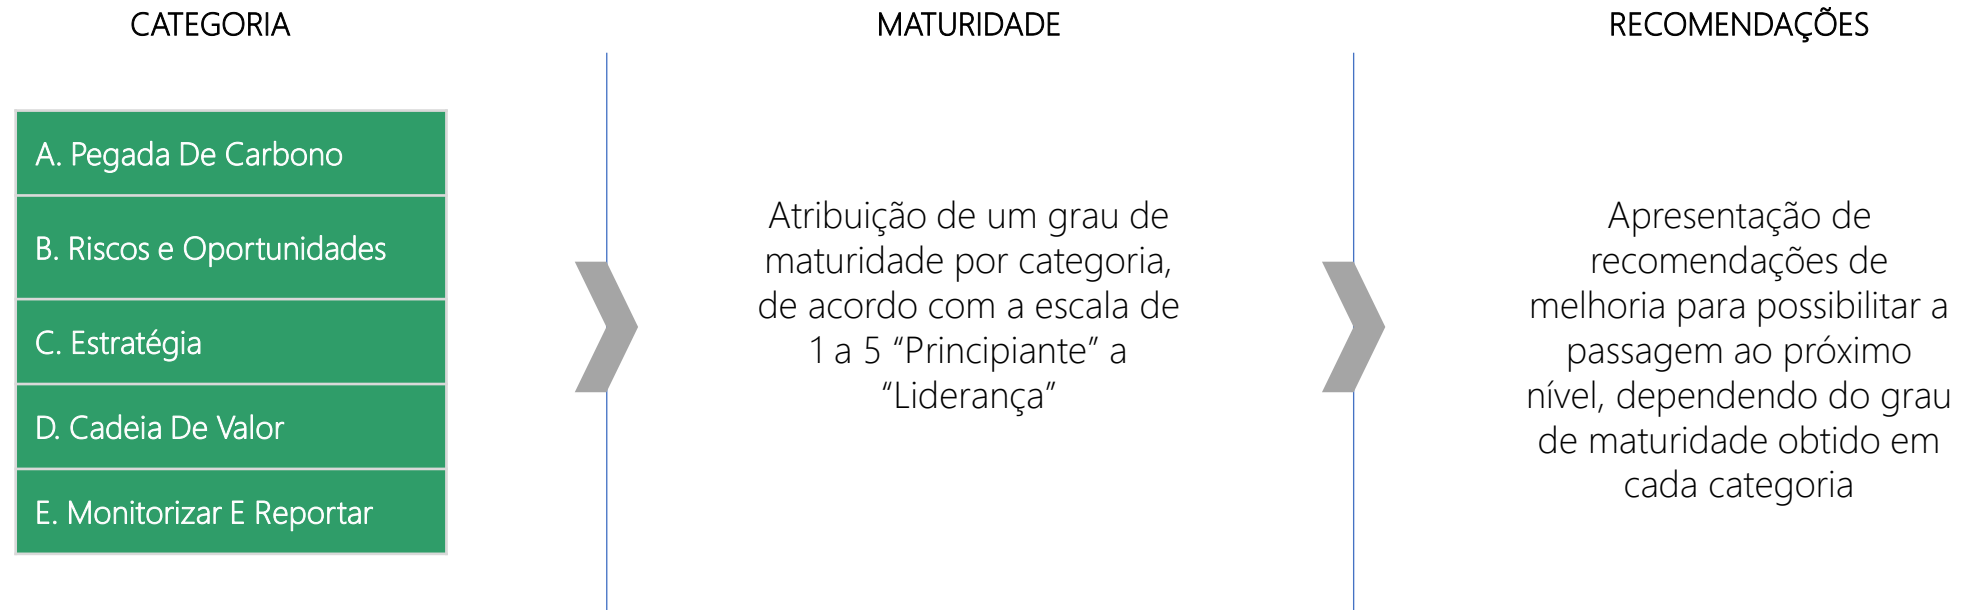 CATEGORIA
A. Pegada De Carbono
B. Riscos e Oportunidades
C. Estratégia
D. Cadeia De Valor
E. Monitorizar E Reportar
MATURIDADE
Atribuição de um grau de
maturidade por categoria,
de acordo com a escala de
1 a 5 “Principiante” a
“Liderança”
RECOMENDAÇÕES
Apresentação de
recomendações de
melhoria para possibilitar a
passagem ao próximo
nível, dependendo do grau
de maturidade obtido em
cada categoria